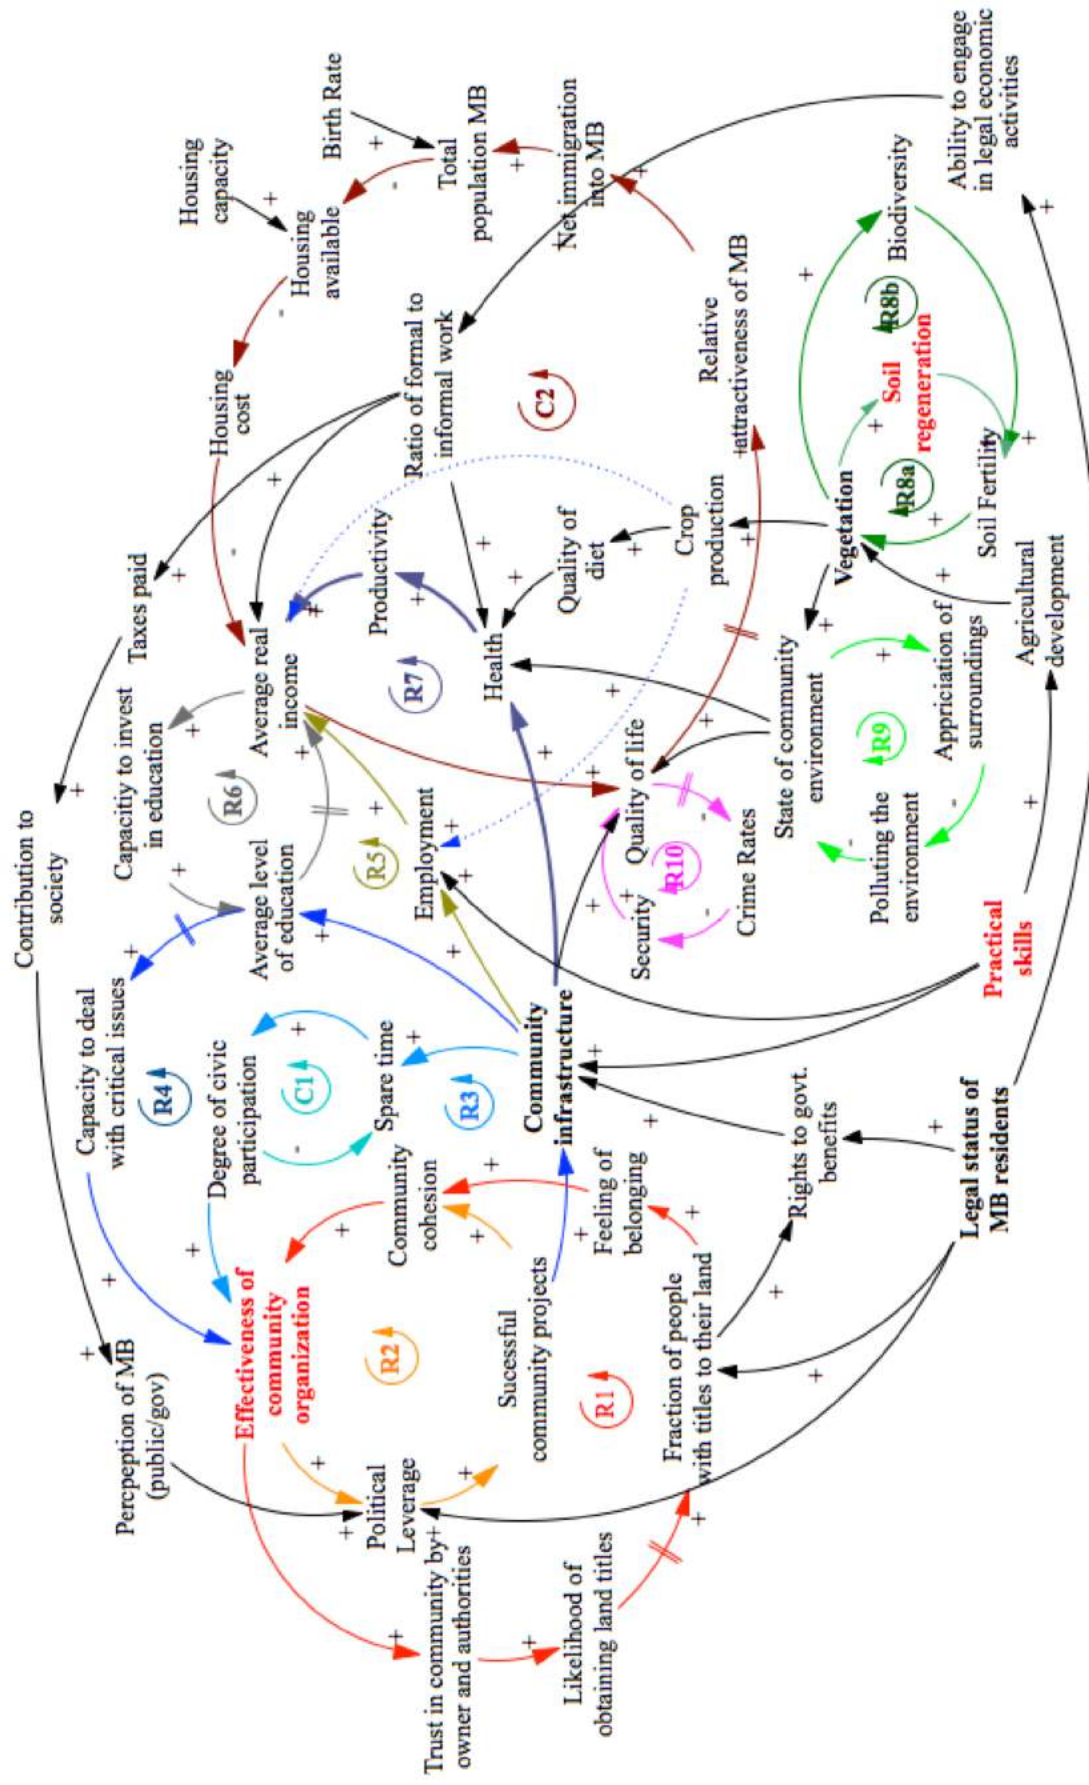 Contribution to
society
Taxes paid
Housing
capacity
Birth Rate
Percpeption of MB
(public/gov)
Capacity to deal
with critical issues
Capacity to invest
in education
Housing
cost
Housing
available
Total
population MB
R4
R6
Effectiveness of
community
organization
Degree of civic
participation
Average level
of education
Average real
income
C1
R5
Productivity
Ratio of formal to
informal work
Political
Leverage
R2
Community
cohesion
Spare time
Employment
R7
Trust in community by
owner and authorities
R3
Health
Quality of
diet
C2
Net immigration
into MB
Sucessful
community projects
Community
infrastructure
Likelihood of
obtaining land titles
R1
Feeling of
belonging
Security
Quality of life
R10
Crop
production
Relative
attractiveness of MB
Fraction of people
with titles to their land
Crime Rates
State of community
environment
Vegetation
Rights to govt.
benefits
Polluting the
environment
R9
Appriciation of
surroundings
R8a
Soil
regeneration
R8b
Biodiversity
Soil Fertility
Legal status of
MB residents
Practical
skills
Agricultural
development
Ability to engage
in legal economic
activities